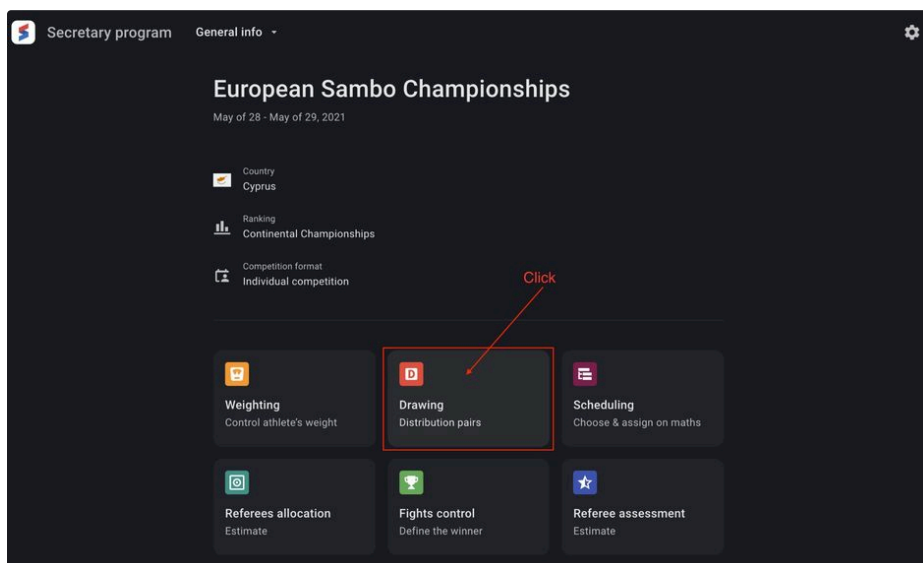 Secretary program General info
European Sambo Championships
May of 28 - May of 29, 2021
Country
Cyprus
Ranking
Continental Championships
Competition format
Individual competition
Click
D
Weighting
Control athlete's weight
Drawing
Distribution pairs
Scheduling
Choose & assign on maths
Referees allocation
Estimate
Fights control
Define the winner
Referee assessment
Estimate